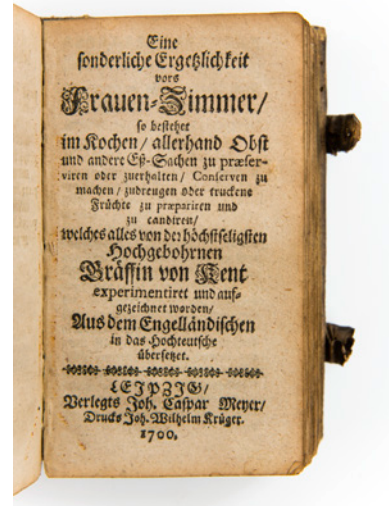 Eine
sonderliche Ergetzlichkeit
vors
Frauen-Zimmer/
so bestehet
im Kochen/ allerhand Obst
und andere Eß-Sachen zu præser-
viren oder zuerhalten/ Conserven zu
machen/ zubreugen oder truckene
Früchte zu præpariren und
zu candiren/
welches alles von der höchstseligsten
Hochgebohrnen
Gräffin von Kent
experimentiret und auf-
gezeichnet worden/
Aus dem Engelländischen
in das Hochteutsche
übersetzet.
LEIPZIG/
Verlegts Joh. Caspar Meyer/
Drucks Joh. Wilhelm Krüger.
1700.